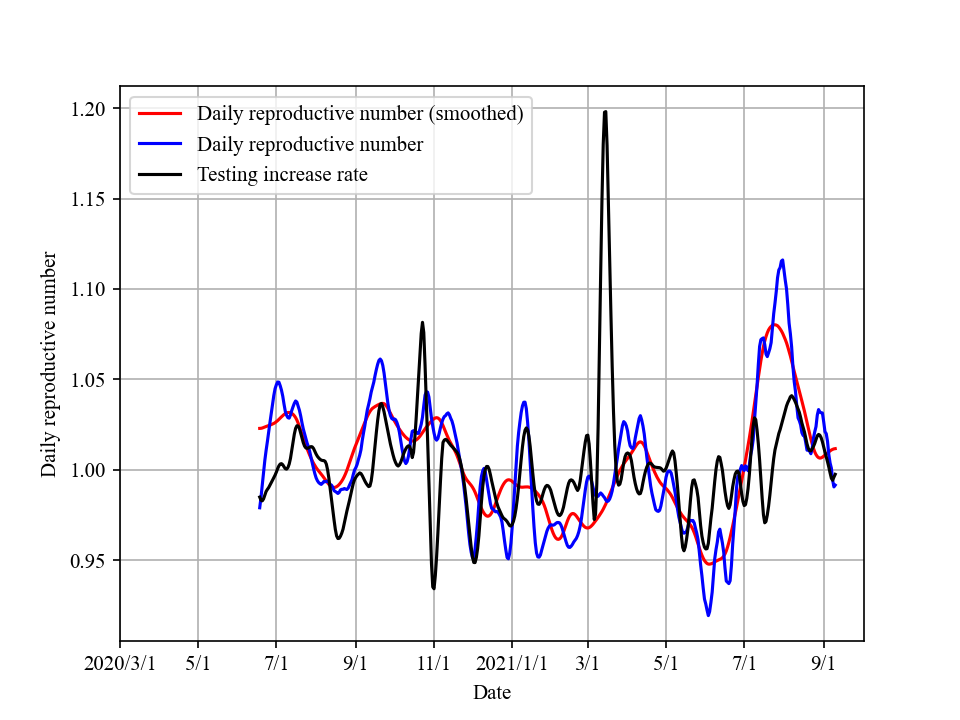 Daily reproductive number (smoothed)
Daily reproductive number
Testing increase rate
Daily reproductive number
1.20
1.15
1.10
1.05
1.00
0.95
2020/3/1 5/1 7/1 9/1 11/1 2021/1/1 3/1 5/1 7/1 9/1
Date